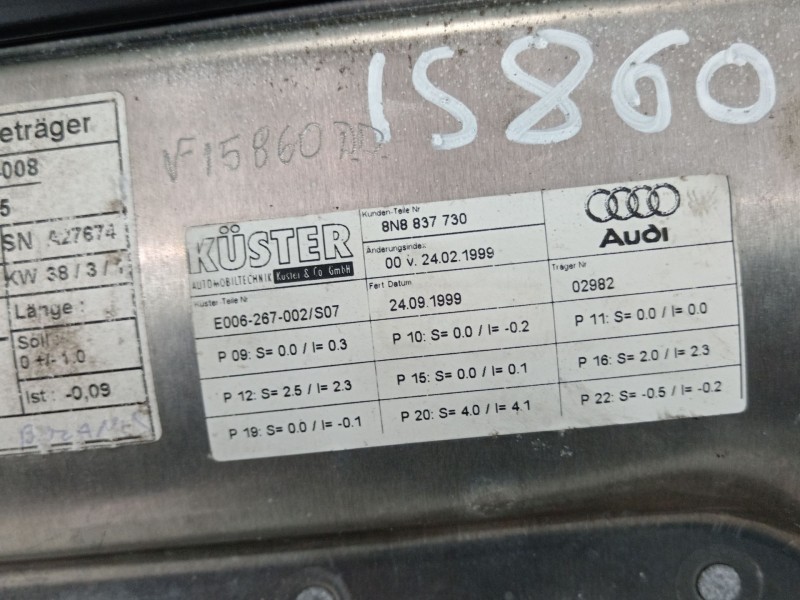 15860
V15860
eträger
-008
5
SN A27674
KW 38 / 3 /
Länge :
Soll
0 +/- 1.0
Ist : -0,09
KÜSTER
AUTOMOBILTECHNIK Küster & Co. GmbH
Kunden-Teile Nr
8N8 837 730
Audi
Änderungsindex
00 v. 24.02.1999
Küster Teile Nr
E006-267-002/S07
Fert Datum
24.09.1999
Träger Nr
02982
P 09: S= 0.0 / I= 0.3
P 10: S= 0.0 / I= -0.2
P 11: S= 0.0 / I= 0.0
P 12: S= 2.5 / I= 2.3
P 15: S= 0.0 / I= 0.1
P 16: S= 2.0 / I= 2.3
P 19: S= 0.0 / I= -0.1
P 20: S= 4.0 / I= 4.1
P 22: S= -0.5 / I= -0.2